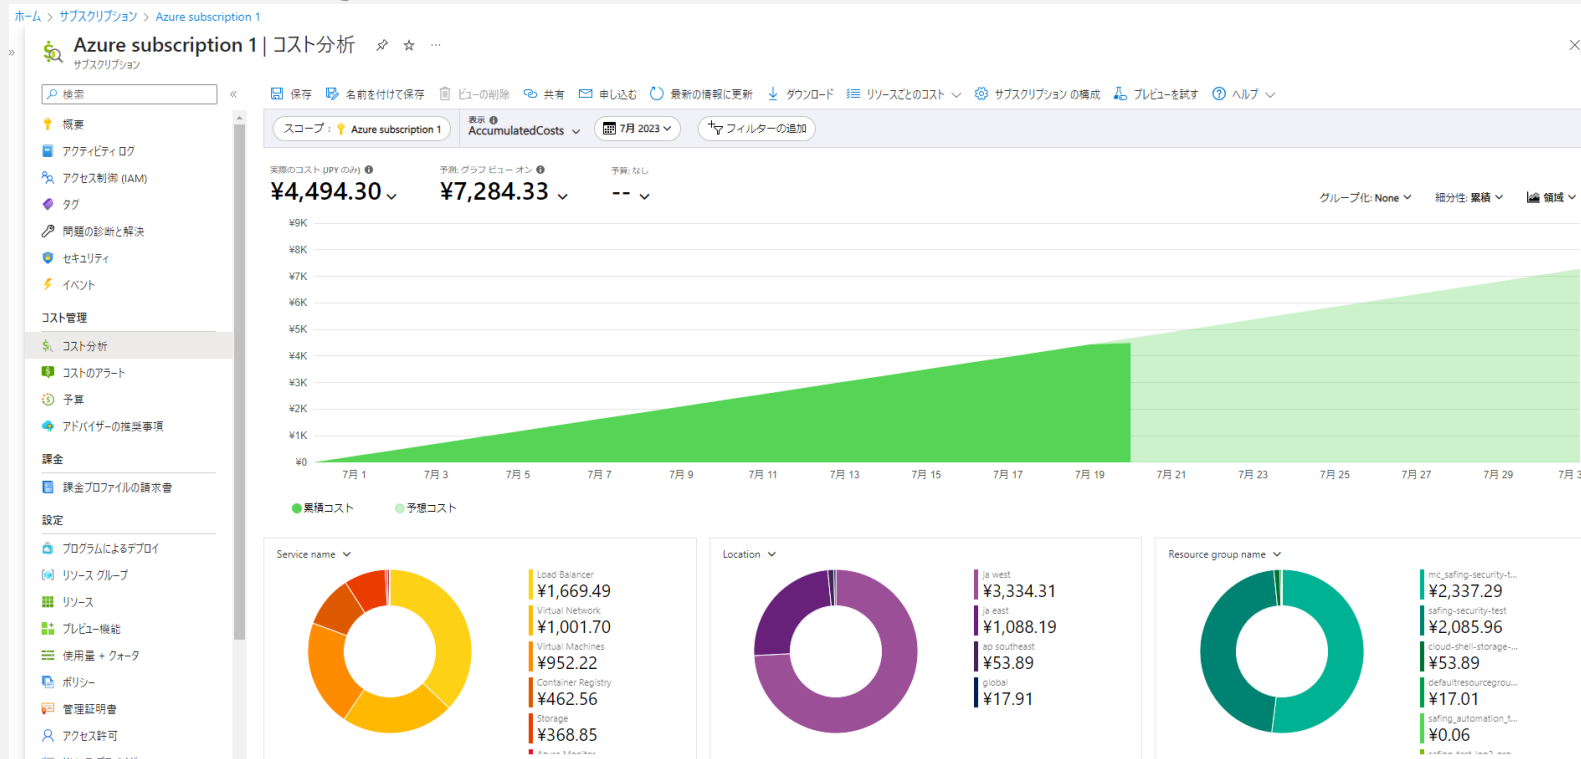 ホーム > サブスクリプション > Azure subscription 1
Azure subscription 1 | コスト分析
サブスクリプション
検索
概要
アクティビティ ログ
アクセス制御 (IAM)
タグ
問題の診断と解決
セキュリティ
イベント
コスト管理
コスト分析
コストのアラート
予算
アドバイザーの推奨事項
課金
課金プロファイルの請求書
設定
プログラムによるデプロイ
リソース グループ
リソース
プレビュー機能
使用量 + クォータ
ポリシー
管理証明書
アクセス許可
保存 名前を付けて保存 ビューの削除 共有 申し込む 最新の情報に更新 ダウンロード リソースごとのコスト サブスクリプション の構成 プレビューを試す ヘルプ
スコープ : Azure subscription 1
表示
AccumulatedCosts
7月 2023
フィルターの追加
実際のコスト (JPY のみ)
¥4,494.30
予測: グラフ ビュー オン
¥7,284.33
予算: なし
--
グループ化: None 細分性: 累積 領域
¥9K
¥8K
¥7K
¥6K
¥5K
¥4K
¥3K
¥2K
¥1K
¥0
7月 1 7月 3 7月 5 7月 7 7月 9 7月 11 7月 13 7月 15 7月 17 7月 19 7月 21 7月 23 7月 25 7月 27 7月 29 7月 3
累積コスト 予想コスト
Service name
Load Balancer
¥1,669.49
Virtual Network
¥1,001.70
Virtual Machines
¥952.22
Container Registry
¥462.56
Storage
¥368.85
Azure Monitor
Location
ja west
¥3,334.31
ja east
¥1,088.19
ap southeast
¥53.89
global
¥17.91
Resource group name
mc_safing-security-t...
¥2,337.29
safing-security-test
¥2,085.96
cloud-shell-storage-...
¥53.89
defaultresourcegrou...
¥17.01
safing_automation_t...
¥0.06